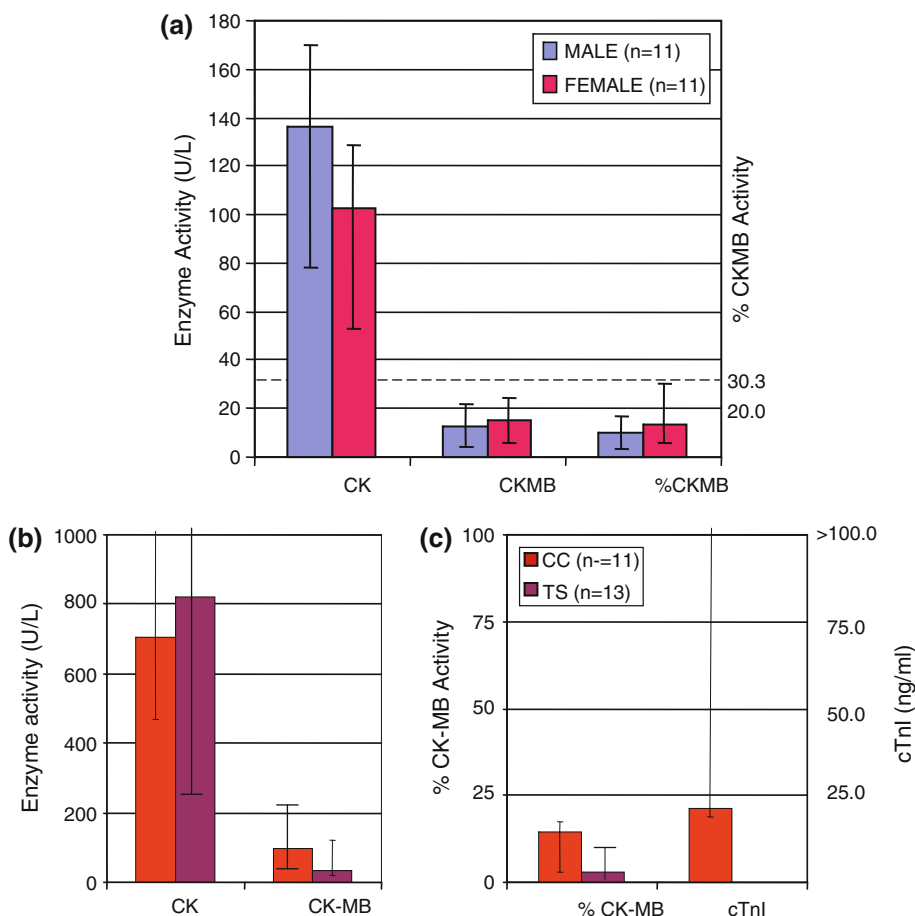 (a)
180
160
140
120
100
80
60
40
20
0
Enzyme Activity (U/L)
MALE (n=11)
FEMALE (n=11)
% CKMB Activity
30.3
20.0
CK
CKMB
%CKMB
(b)
1000
800
600
400
200
0
Enzyme activity (U/L)
CK
CK-MB
(c)
100
75
50
25
0
% CK-MB Activity
CC (n-=11)
TS (n=13)
>100.0
75.0
50.0
25.0
cTnI (ng/ml)
% CK-MB
cTnI